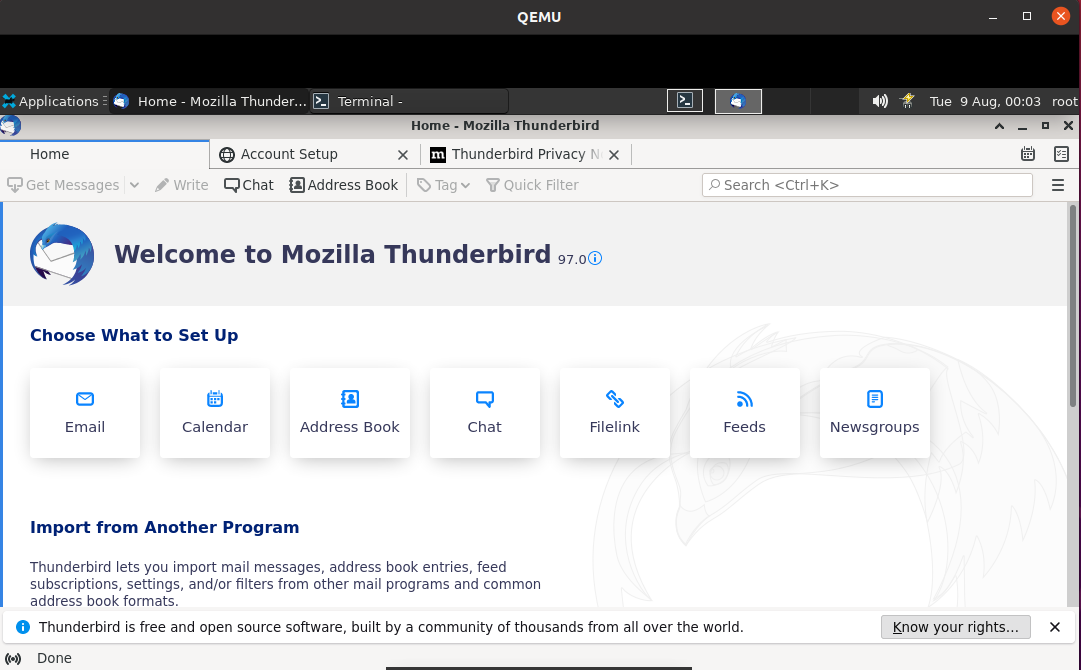 QEMU
Applications Home - Mozilla Thunder... Terminal - Tue 9 Aug, 00:03 root
Home - Mozilla Thunderbird
Home Account Setup Thunderbird Privacy N
Get Messages Write Chat Address Book Tag Quick Filter Search <Ctrl+K>
Welcome to Mozilla Thunderbird 97.0
Choose What to Set Up
Email Calendar Address Book Chat Filelink Feeds Newsgroups
Import from Another Program
Thunderbird lets you import mail messages, address book entries, feed
subscriptions, settings, and/or filters from other mail programs and common
address book formats.
Thunderbird is free and open source software, built by a community of thousands from all over the world. Know your rights...
Done